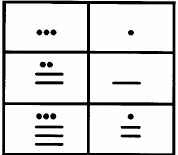 𝋣 𝋡
𝋬 𝋥
𝋲 𝋫